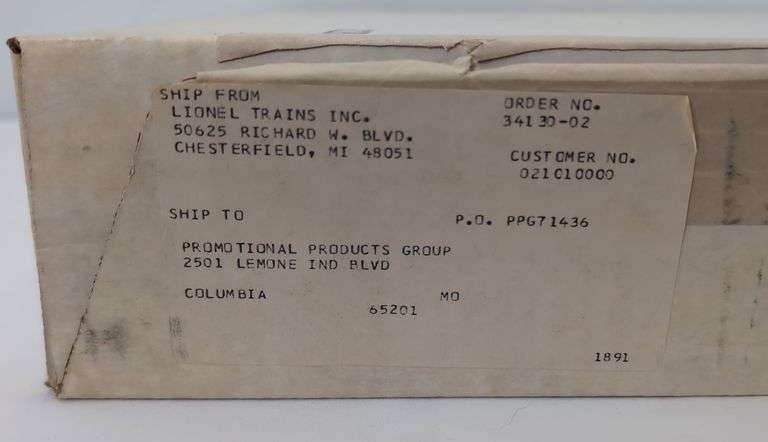 SHIP FROM
LIONEL TRAINS INC.
50625 RICHARD W. BLVD.
CHESTERFIELD, MI 48051
ORDER NO.
34130-02
CUSTOMER NO.
021010000
SHIP TO
P.O. PPG71436
PROMOTIONAL PRODUCTS GROUP
2501 LEMONE IND BLVD
COLUMBIA MO
65201
1891